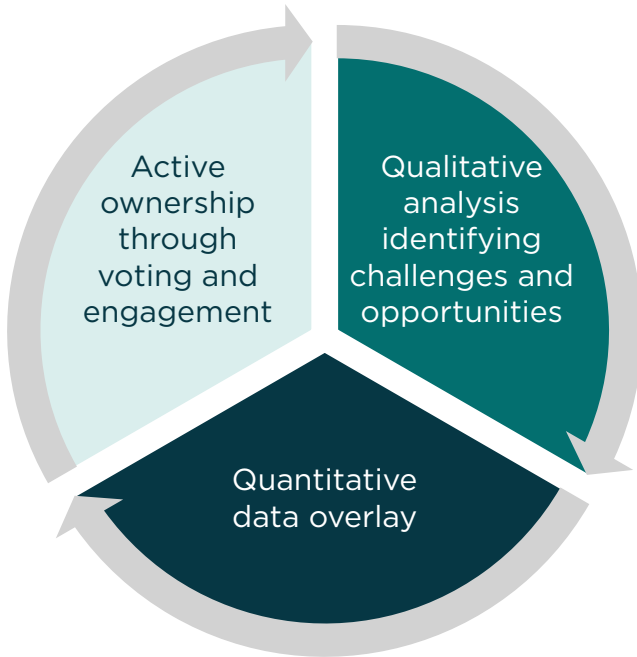 Active
ownership
through
voting and
engagement
Qualitative
analysis
identifying
challenges and
opportunities
Quantitative
data overlay